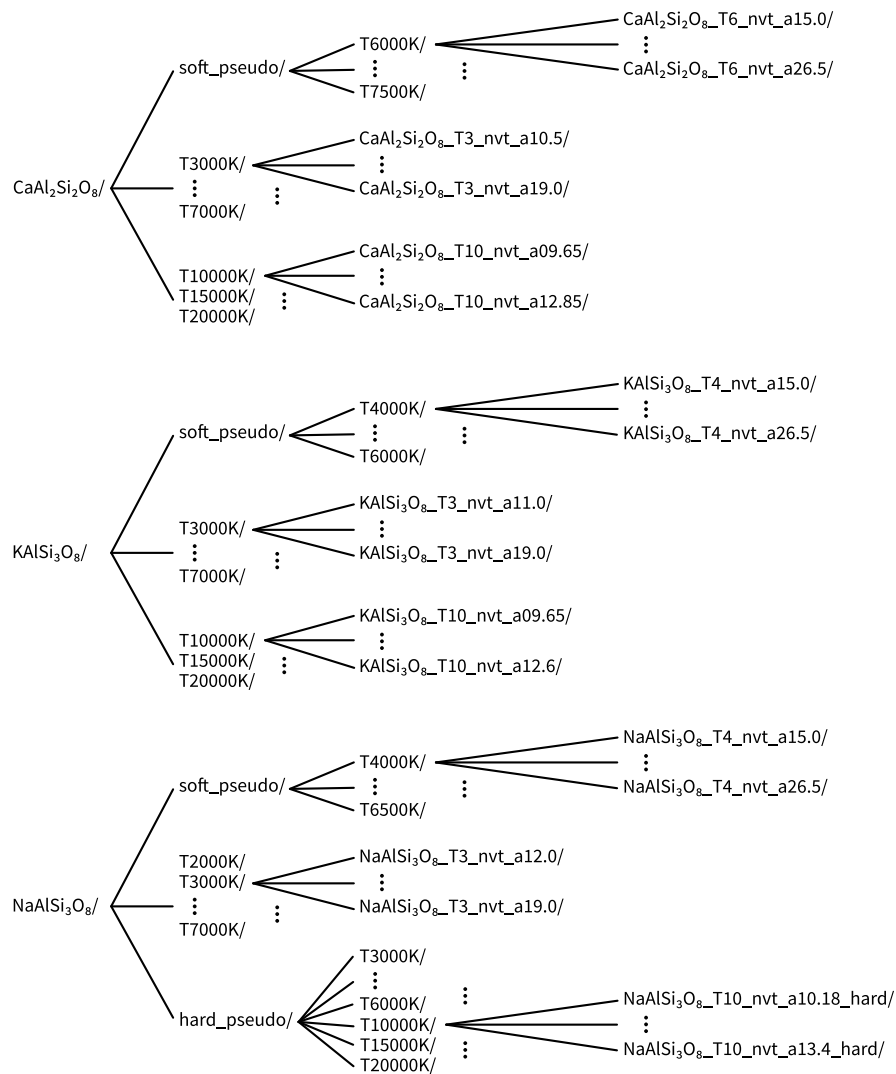 CaAl₂Si₂O₈/
soft_pseudo/
T6000K/
⋮
T7500K/
⋮
CaAl₂Si₂O₈_T6_nvt_a15.0/
⋮
CaAl₂Si₂O₈_T6_nvt_a26.5/
T3000K/
⋮
T7000K/
⋮
CaAl₂Si₂O₈_T3_nvt_a10.5/
⋮
CaAl₂Si₂O₈_T3_nvt_a19.0/
T10000K/
T15000K/
T20000K/
⋮
CaAl₂Si₂O₈_T10_nvt_a09.65/
⋮
CaAl₂Si₂O₈_T10_nvt_a12.85/
KAlSi₃O₈/
soft_pseudo/
T4000K/
⋮
T6000K/
⋮
KAlSi₃O₈_T4_nvt_a15.0/
⋮
KAlSi₃O₈_T4_nvt_a26.5/
T3000K/
⋮
T7000K/
⋮
KAlSi₃O₈_T3_nvt_a11.0/
⋮
KAlSi₃O₈_T3_nvt_a19.0/
T10000K/
T15000K/
T20000K/
⋮
KAlSi₃O₈_T10_nvt_a09.65/
⋮
KAlSi₃O₈_T10_nvt_a12.6/
NaAlSi₃O₈/
soft_pseudo/
T4000K/
⋮
T6500K/
⋮
NaAlSi₃O₈_T4_nvt_a15.0/
⋮
NaAlSi₃O₈_T4_nvt_a26.5/
T2000K/
T3000K/
⋮
T7000K/
⋮
NaAlSi₃O₈_T3_nvt_a12.0/
⋮
NaAlSi₃O₈_T3_nvt_a19.0/
hard_pseudo/
T3000K/
⋮
T6000K/
T10000K/
T15000K/
T20000K/
⋮
⋮
NaAlSi₃O₈_T10_nvt_a10.18_hard/
⋮
NaAlSi₃O₈_T10_nvt_a13.4_hard/